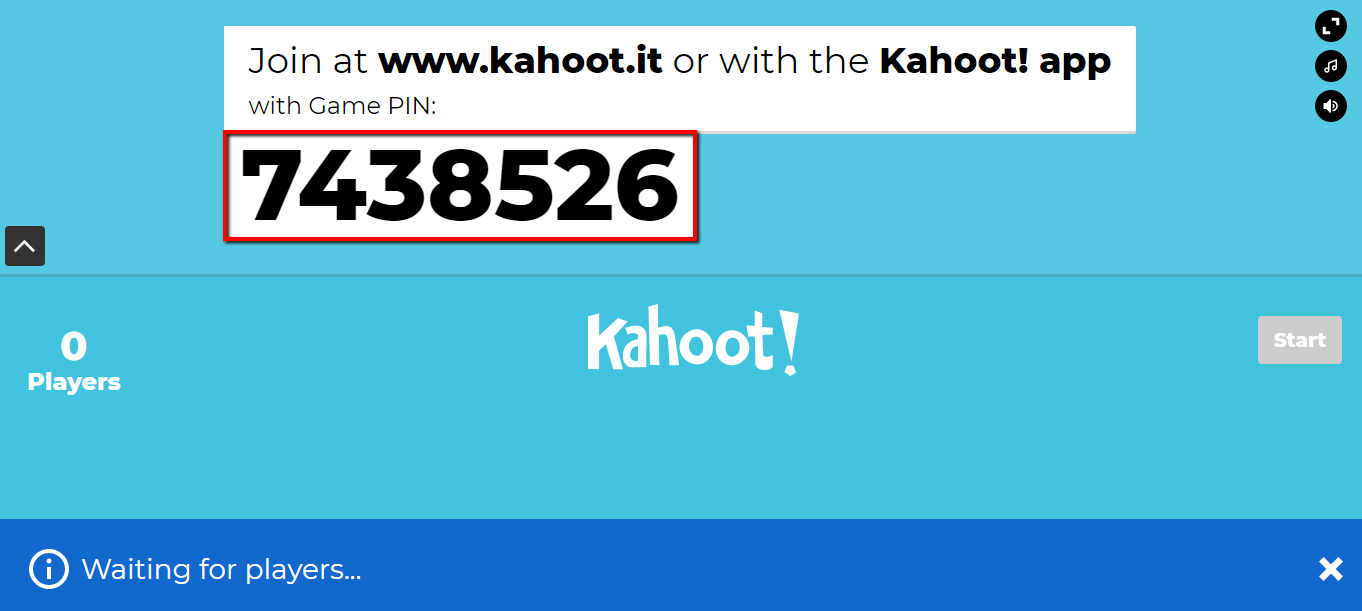 Join at www.kahoot.it or with the Kahoot! app
with Game PIN:
7438526
Kahoot!
0
Players
Start
Waiting for players...